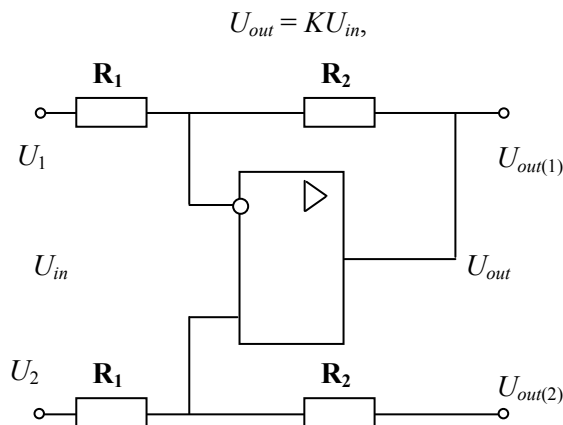 U_out = KU_in,
R₁ R₂
U₁ U_out(1)
U_in U_out
U₂ R₁ R₂ U_out(2)